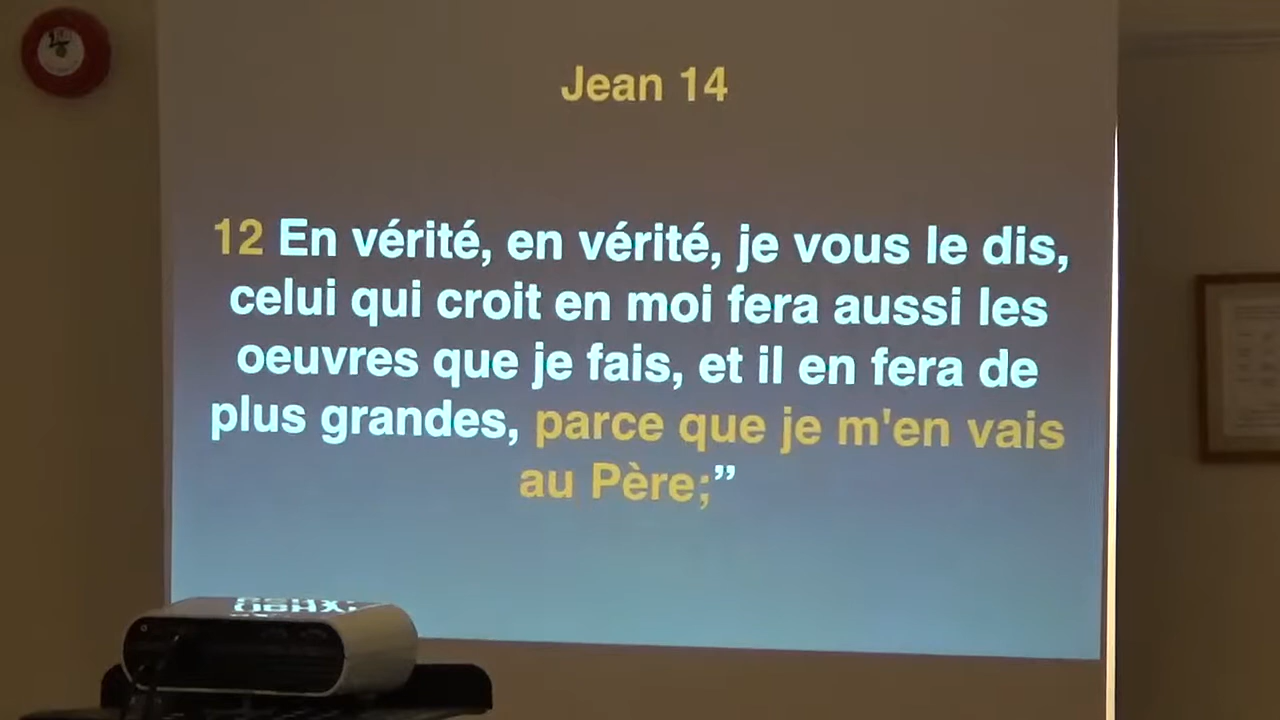 Jean 14
12 En vérité, en vérité, je vous le dis,
celui qui croit en moi fera aussi les
oeuvres que je fais, et il en fera de
plus grandes, parce que je m'en vais
au Père;”